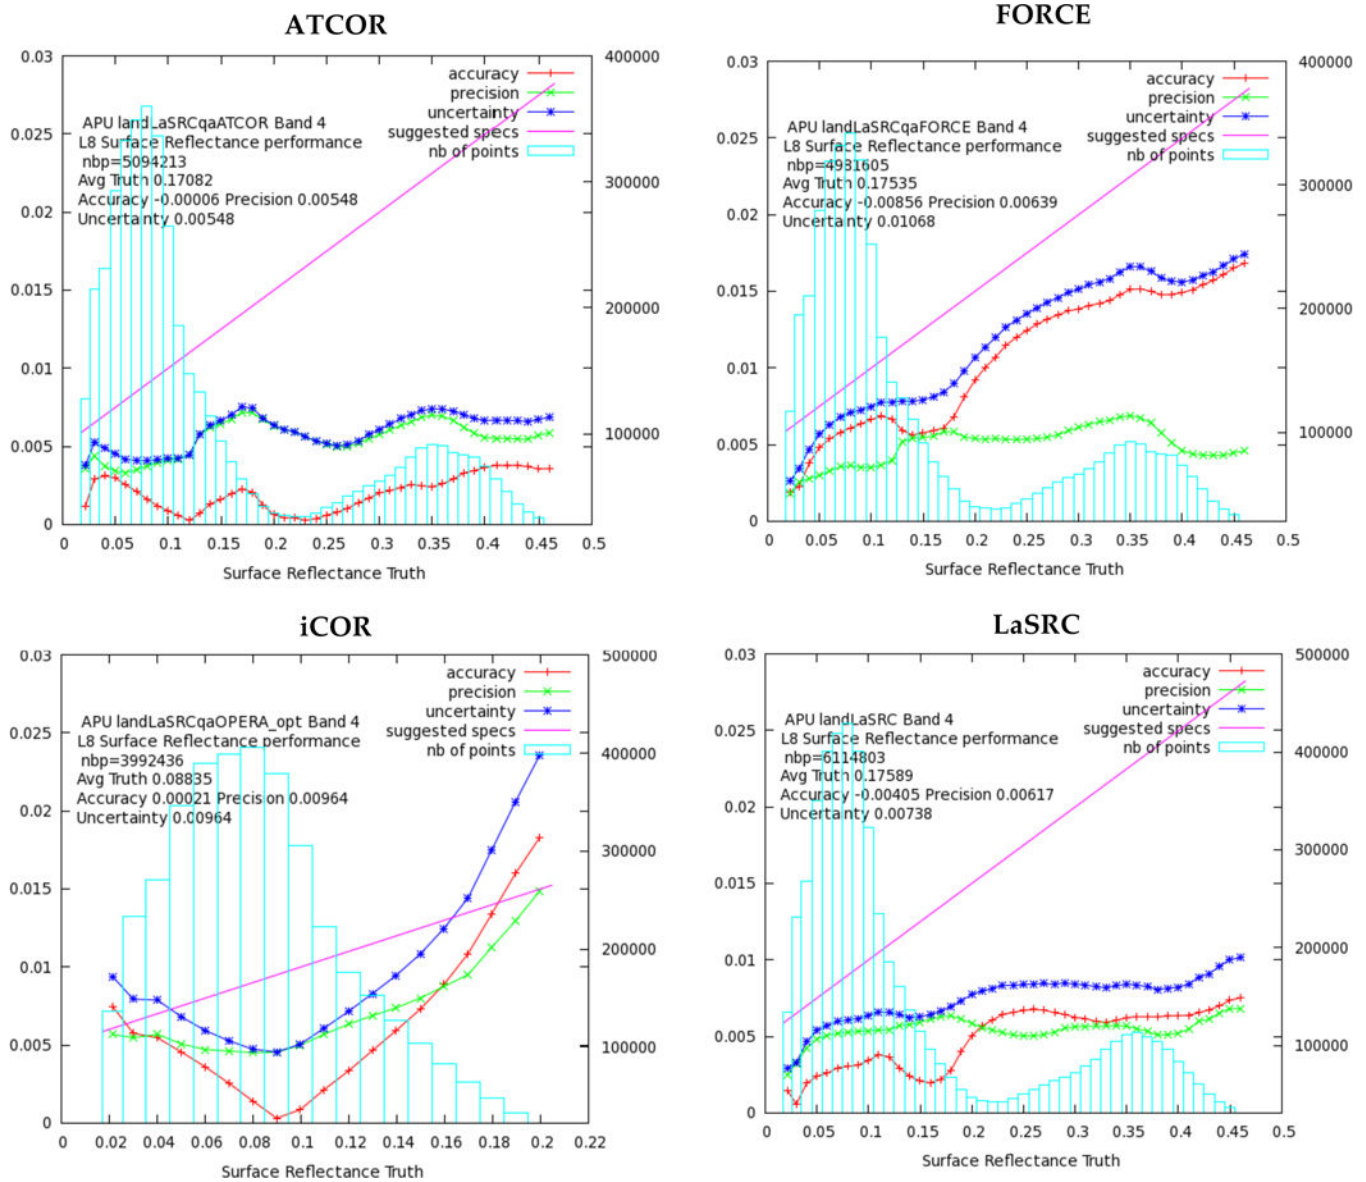 ATCOR
0.03
0.025
0.02
0.015
0.01
0.005
0
400000
300000
200000
100000
accuracy
precision
uncertainty
suggested specs
nb of points
APU landLaSRCqaATCOR Band 4
L8 Surface Reflectance performance
nbp=5094213
Avg Truth 0.17082
Accuracy -0.00006 Precision 0.00548
Uncertainty 0.00548
0 0.05 0.1 0.15 0.2 0.25 0.3 0.35 0.4 0.45 0.5
Surface Reflectance Truth
FORCE
0.03
0.025
0.02
0.015
0.01
0.005
0
400000
300000
200000
100000
accuracy
precision
uncertainty
suggested specs
nb of points
APU landLaSRCqaFORCE Band 4
L8 Surface Reflectance performance
nbp=4981605
Avg Truth 0.17535
Accuracy -0.00856 Precision 0.00639
Uncertainty 0.01068
0 0.05 0.1 0.15 0.2 0.25 0.3 0.35 0.4 0.45 0.5
Surface Reflectance Truth
iCOR
0.03
0.025
0.02
0.015
0.01
0.005
0
500000
400000
300000
200000
100000
accuracy
precision
uncertainty
suggested specs
nb of points
APU landLaSRCqaOPERA_opt Band 4
L8 Surface Reflectance performance
nbp=3992436
Avg Truth 0.08835
Accuracy 0.00021 Precision 0.00964
Uncertainty 0.00964
0 0.02 0.04 0.06 0.08 0.1 0.12 0.14 0.16 0.18 0.2 0.22
Surface Reflectance Truth
LaSRC
0.03
0.025
0.02
0.015
0.01
0.005
0
500000
400000
300000
200000
100000
accuracy
precision
uncertainty
suggested specs
nb of points
APU landLaSRC Band 4
L8 Surface Reflectance performance
nbp=6114803
Avg Truth 0.17589
Accuracy -0.00405 Precision 0.00617
Uncertainty 0.00738
0 0.05 0.1 0.15 0.2 0.25 0.3 0.35 0.4 0.45 0.5
Surface Reflectance Truth